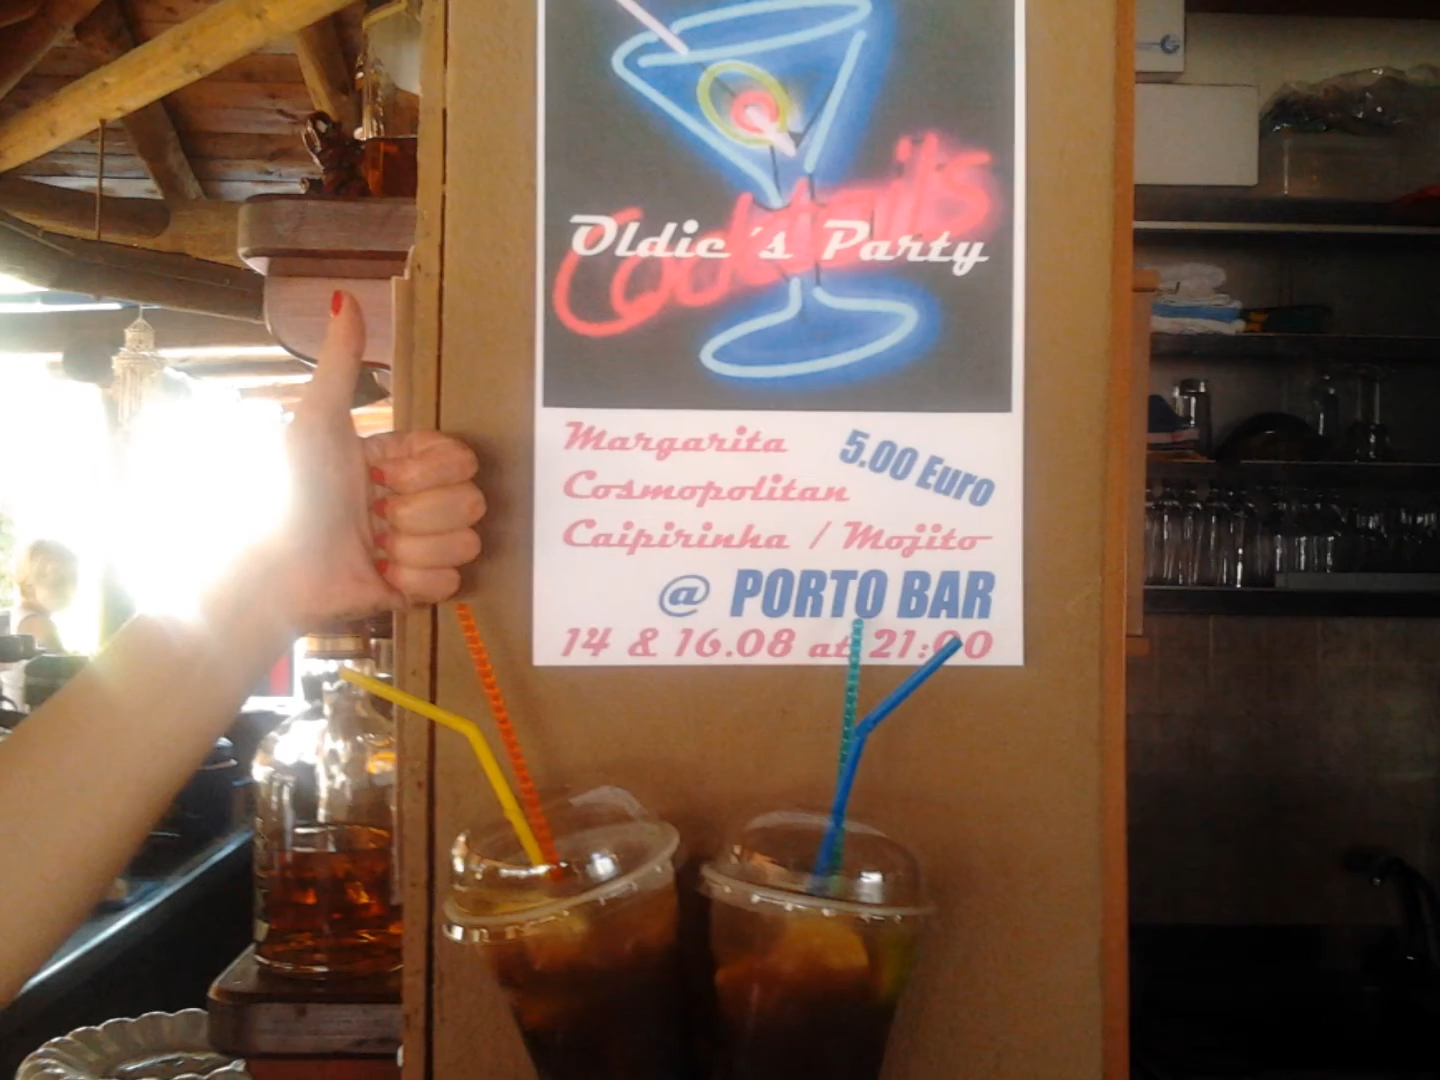 Cocktails
Oldie´s Party
Margarita
5.00 Euro
Cosmopolitan
Caipirinha / Mojito
@ PORTO BAR
14 & 16.08 at 21:00